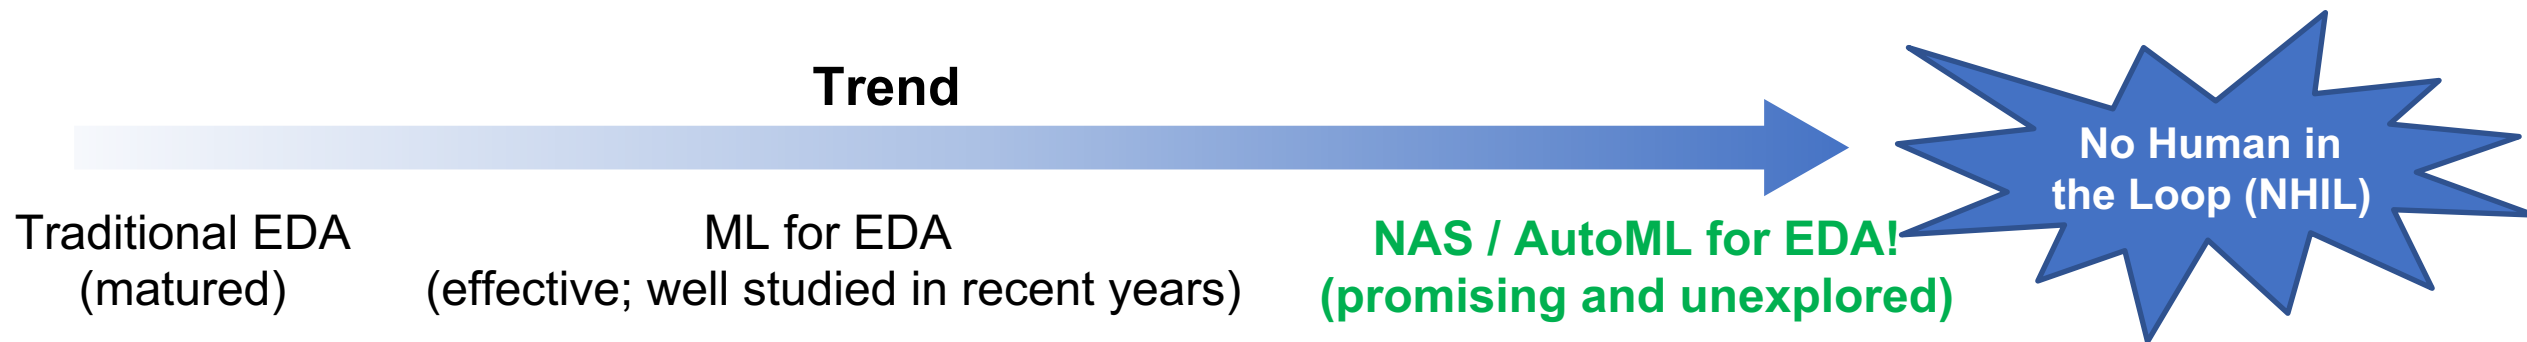 Trend
Traditional EDA
(matured)
ML for EDA
(effective; well studied in recent years)
NAS / AutoML for EDA!
(promising and unexplored)
No Human in
the Loop (NHIL)